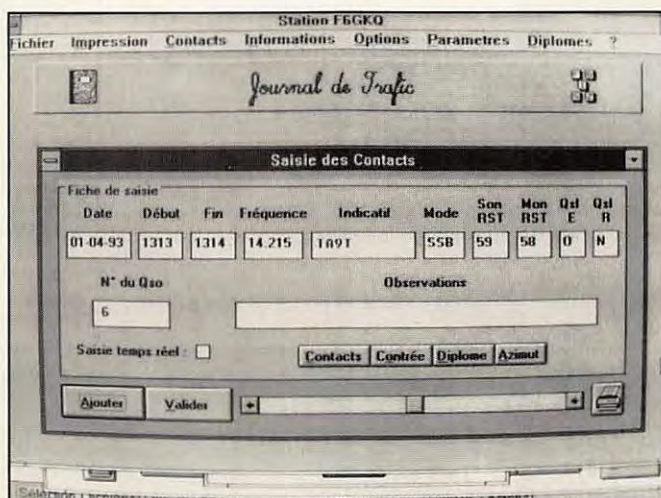 Station F6GKQ
Fichier Impression Contacts Informations Options Parametres Diplomes ?
Journal de Trafic
Saisie des Contacts
Fiche de saisie
Date Début Fin Fréquence Indicatif Mode Son RST Mon RST Qsl E Qsl R
01-04-93 1313 1314 14.215 SSB 59 58 O N
N° du Qso Observations
6
Saisie temps réel :
Contacts Contrée Diplome Azimut
Ajouter Valider